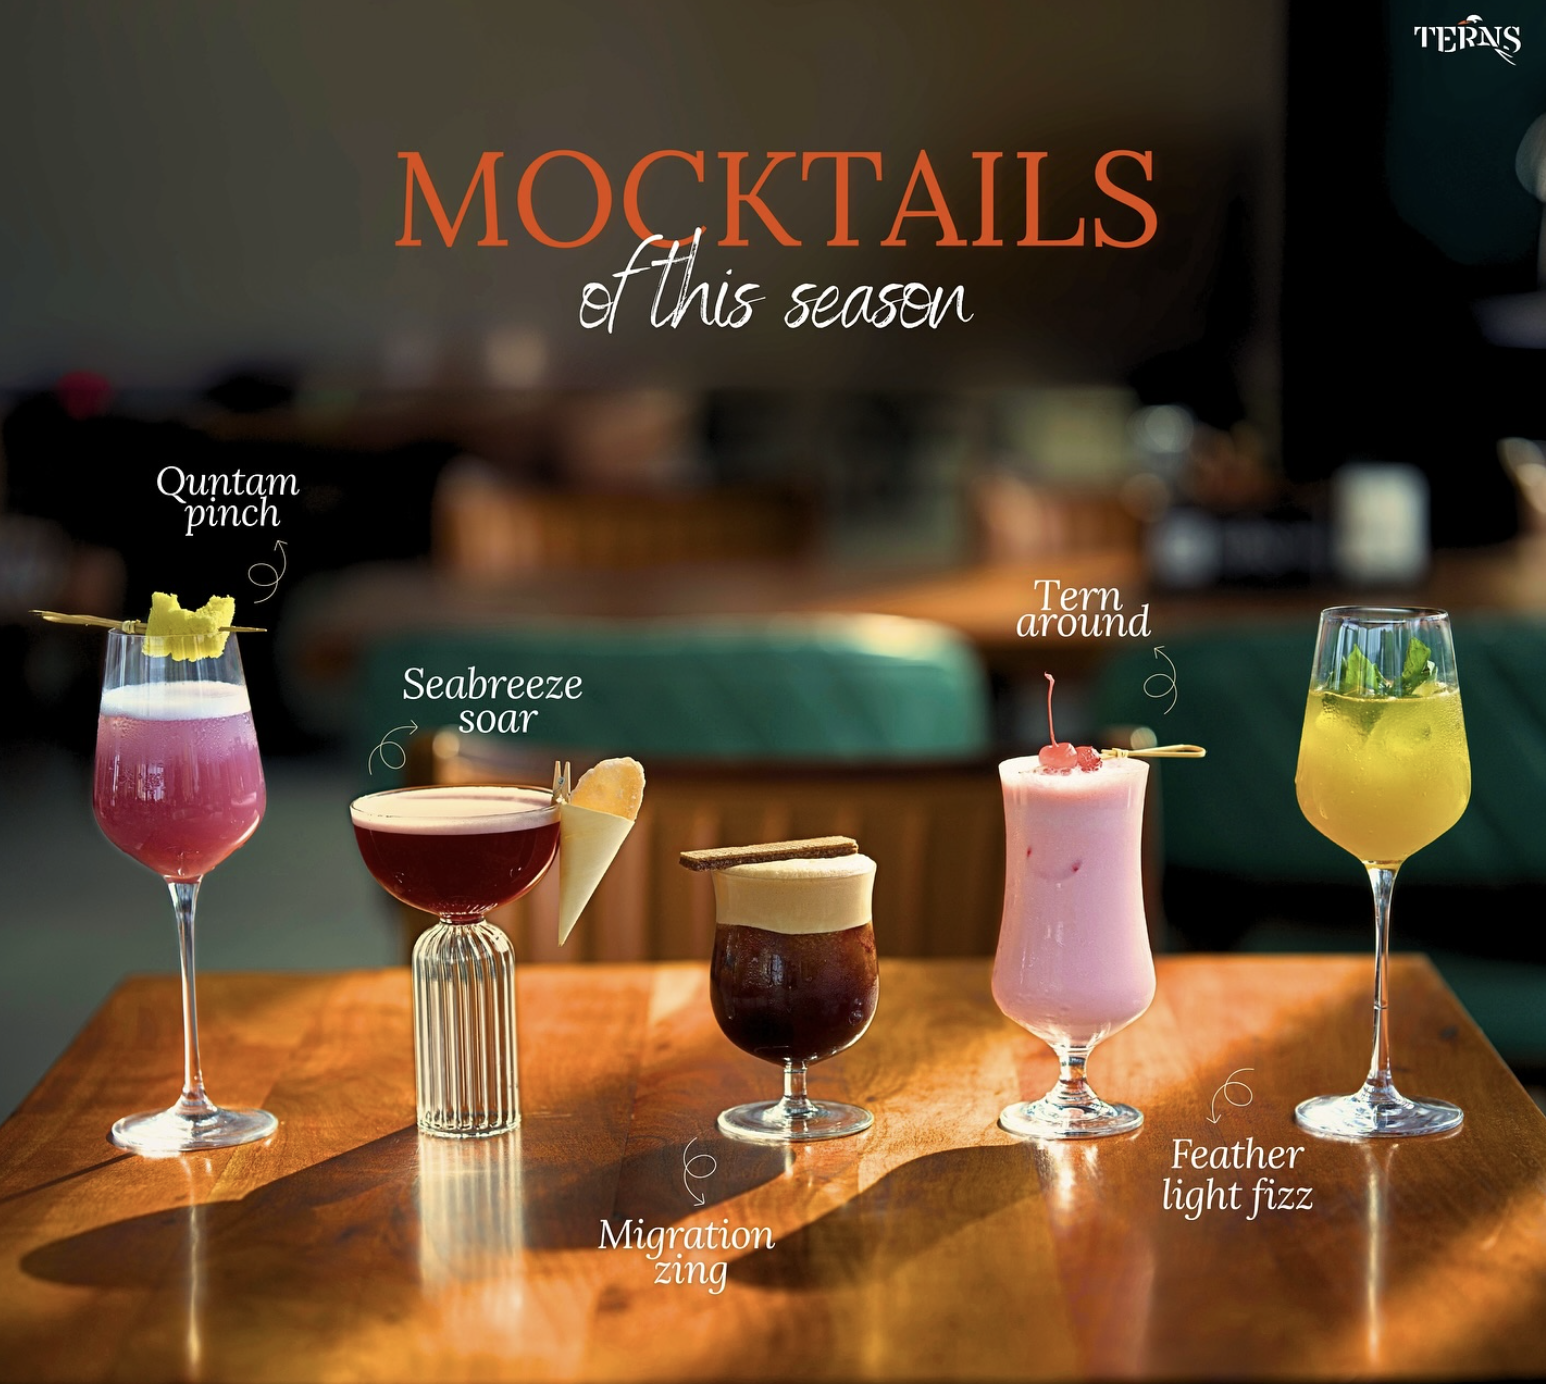 TERNS
MOCKTAILS
of this season
Quntam
pinch
Seabreeze
soar
Tern
around
Feather
light fizz
Migration
zing